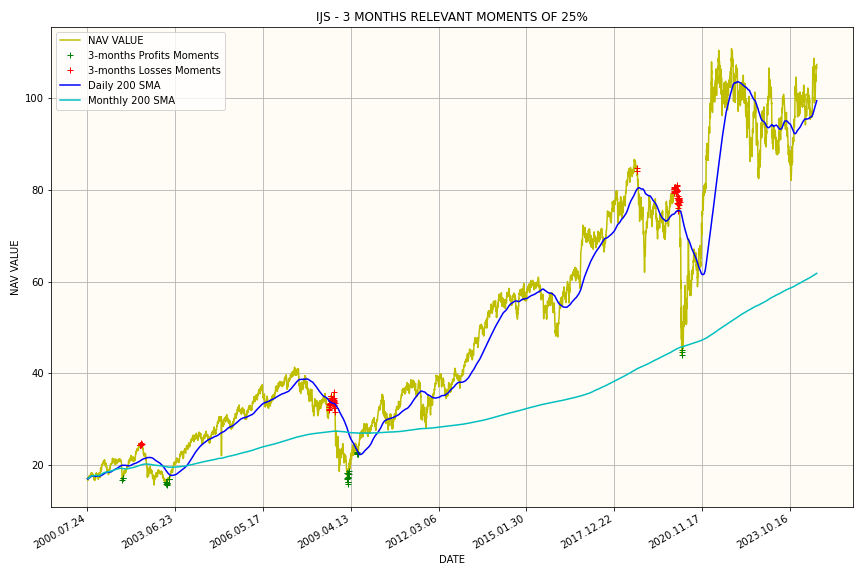 IJS - 3 MONTHS RELEVANT MOMENTS OF 25%
NAV VALUE
3-months Profits Moments
3-months Losses Moments
Daily 200 SMA
Monthly 200 SMA
NAV VALUE
100
80
60
40
20
2000.07.24
2003.06.23
2006.05.17
2009.04.13
2012.03.06
2015.01.30
2017.12.22
2020.11.17
2023.10.16
DATE